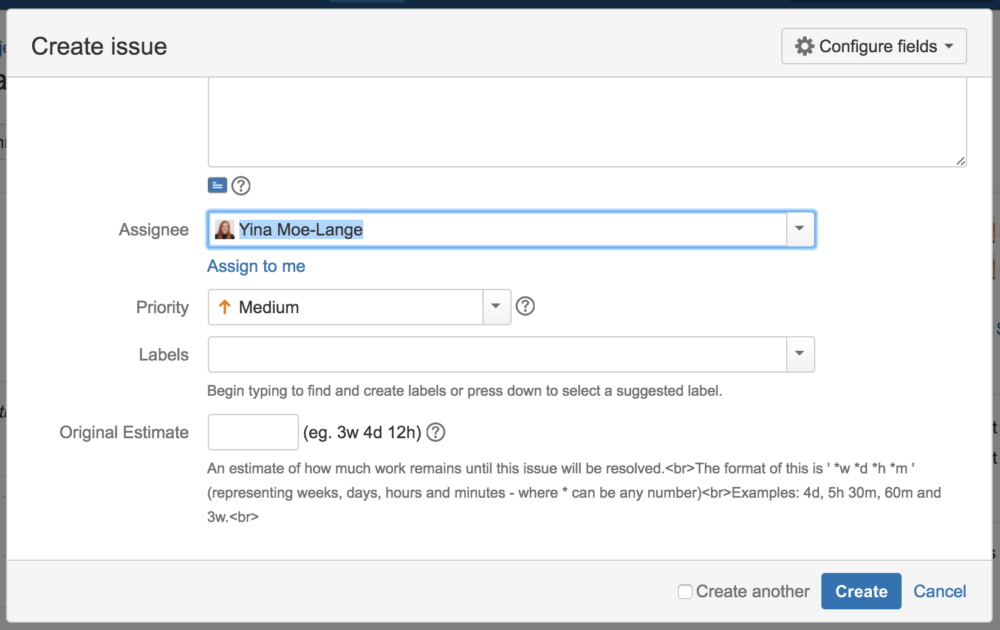 Create issue
Configure fields
Assignee
Yina Moe-Lange
Assign to me
Priority
Medium
Labels
Begin typing to find and create labels or press down to select a suggested label.
Original Estimate
(eg. 3w 4d 12h)
An estimate of how much work remains until this issue will be resolved.<br>The format of this is ' *w *d *h *m '
(representing weeks, days, hours and minutes - where * can be any number)<br>Examples: 4d, 5h 30m, 60m and
3w.<br>
Create another
Create
Cancel